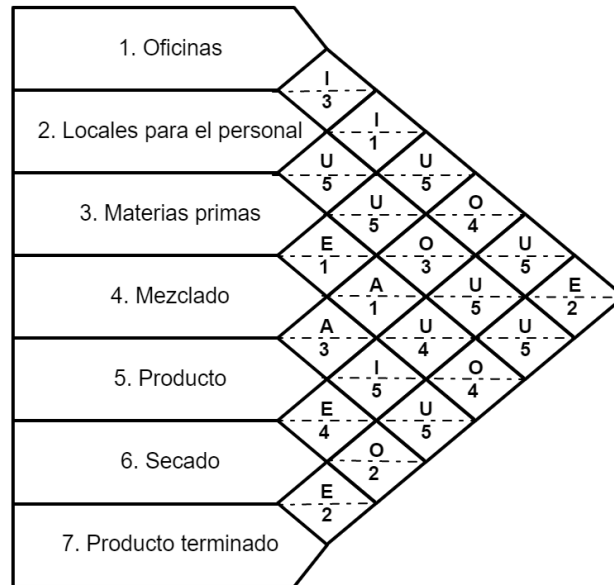 1. Oficinas
I
3
2. Locales para el personal
I
1
U
5
U
5
3. Materias primas
U
5
O
4
E
1
O
3
U
5
4. Mezclado
A
1
U
5
E
2
A
3
U
4
U
5
5. Producto
I
5
O
4
E
4
U
5
6. Secado
O
2
E
2
7. Producto terminado